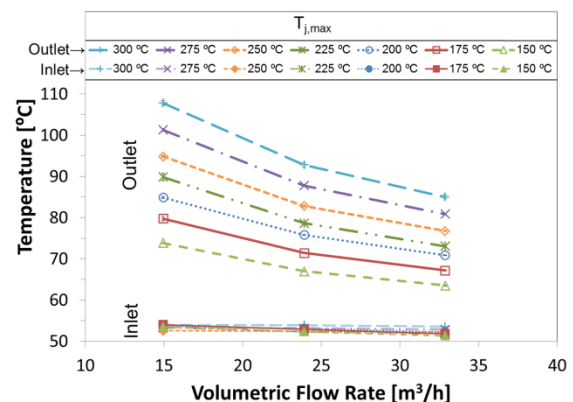 T_j,max
Outlet→ 300 ºC 275 ºC 250 ºC 225 ºC 200 ºC 175 ºC 150 ºC
Inlet→ 300 ºC 275 ºC 250 ºC 225 ºC 200 ºC 175 ºC 150 ºC
Temperature [ºC]
110
100
90
80
70
60
50
Outlet
Inlet
10 15 20 25 30 35 40
Volumetric Flow Rate [m³/h]